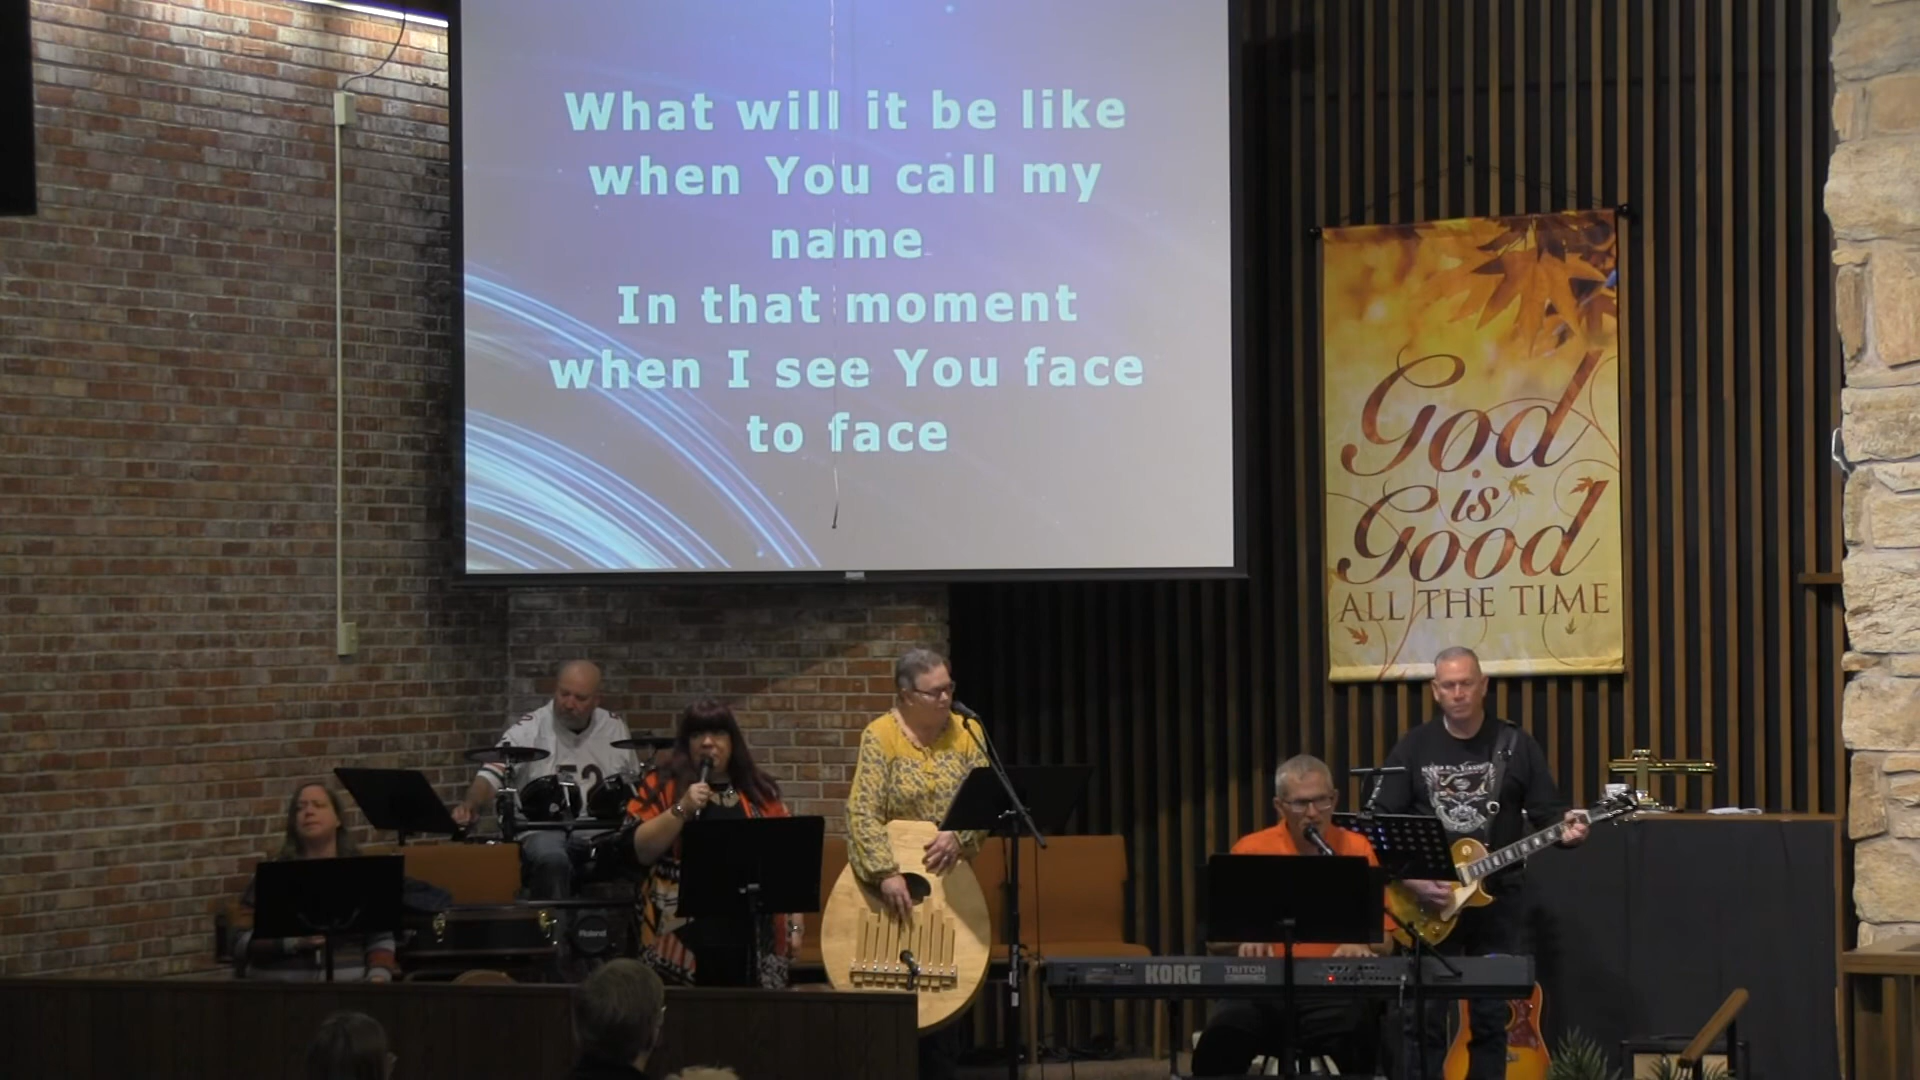 What will it be like
when You call my
name
In that moment
when I see You face
to face
God
is
Good
ALL THE TIME
52
Roland
KORG TRITON